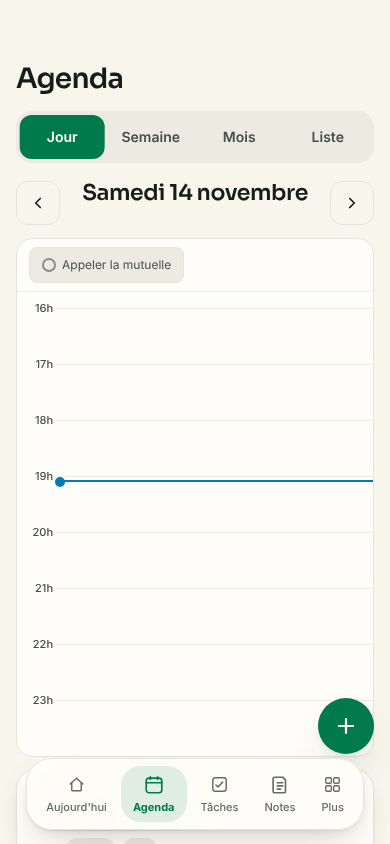 Agenda
Jour
Semaine
Mois
Liste
Samedi 14 novembre
Appeler la mutuelle
16h
17h
18h
19h
20h
21h
22h
23h
Aujourd'hui
Agenda
Tâches
Notes
Plus